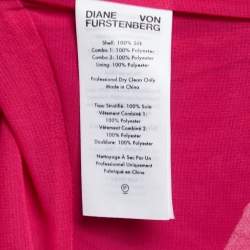 DIANE VON
FURSTENBERG
Shell: 100% Silk
Combo 1: 100% Polyester
Combo 2: 100% Polyester
Lining: 100% Polyester
Professional Dry Clean Only
Made in China
Tissu Stratifié: 100% Soie
Vêtement Combiné 1:
100% Polyester
Vêtement Combiné 2:
100% Polyester
Doublure: 100% Polyester
Nettoyage À Sec Par Un
Professionnel Uniquement
Fabriqué En Chine
P